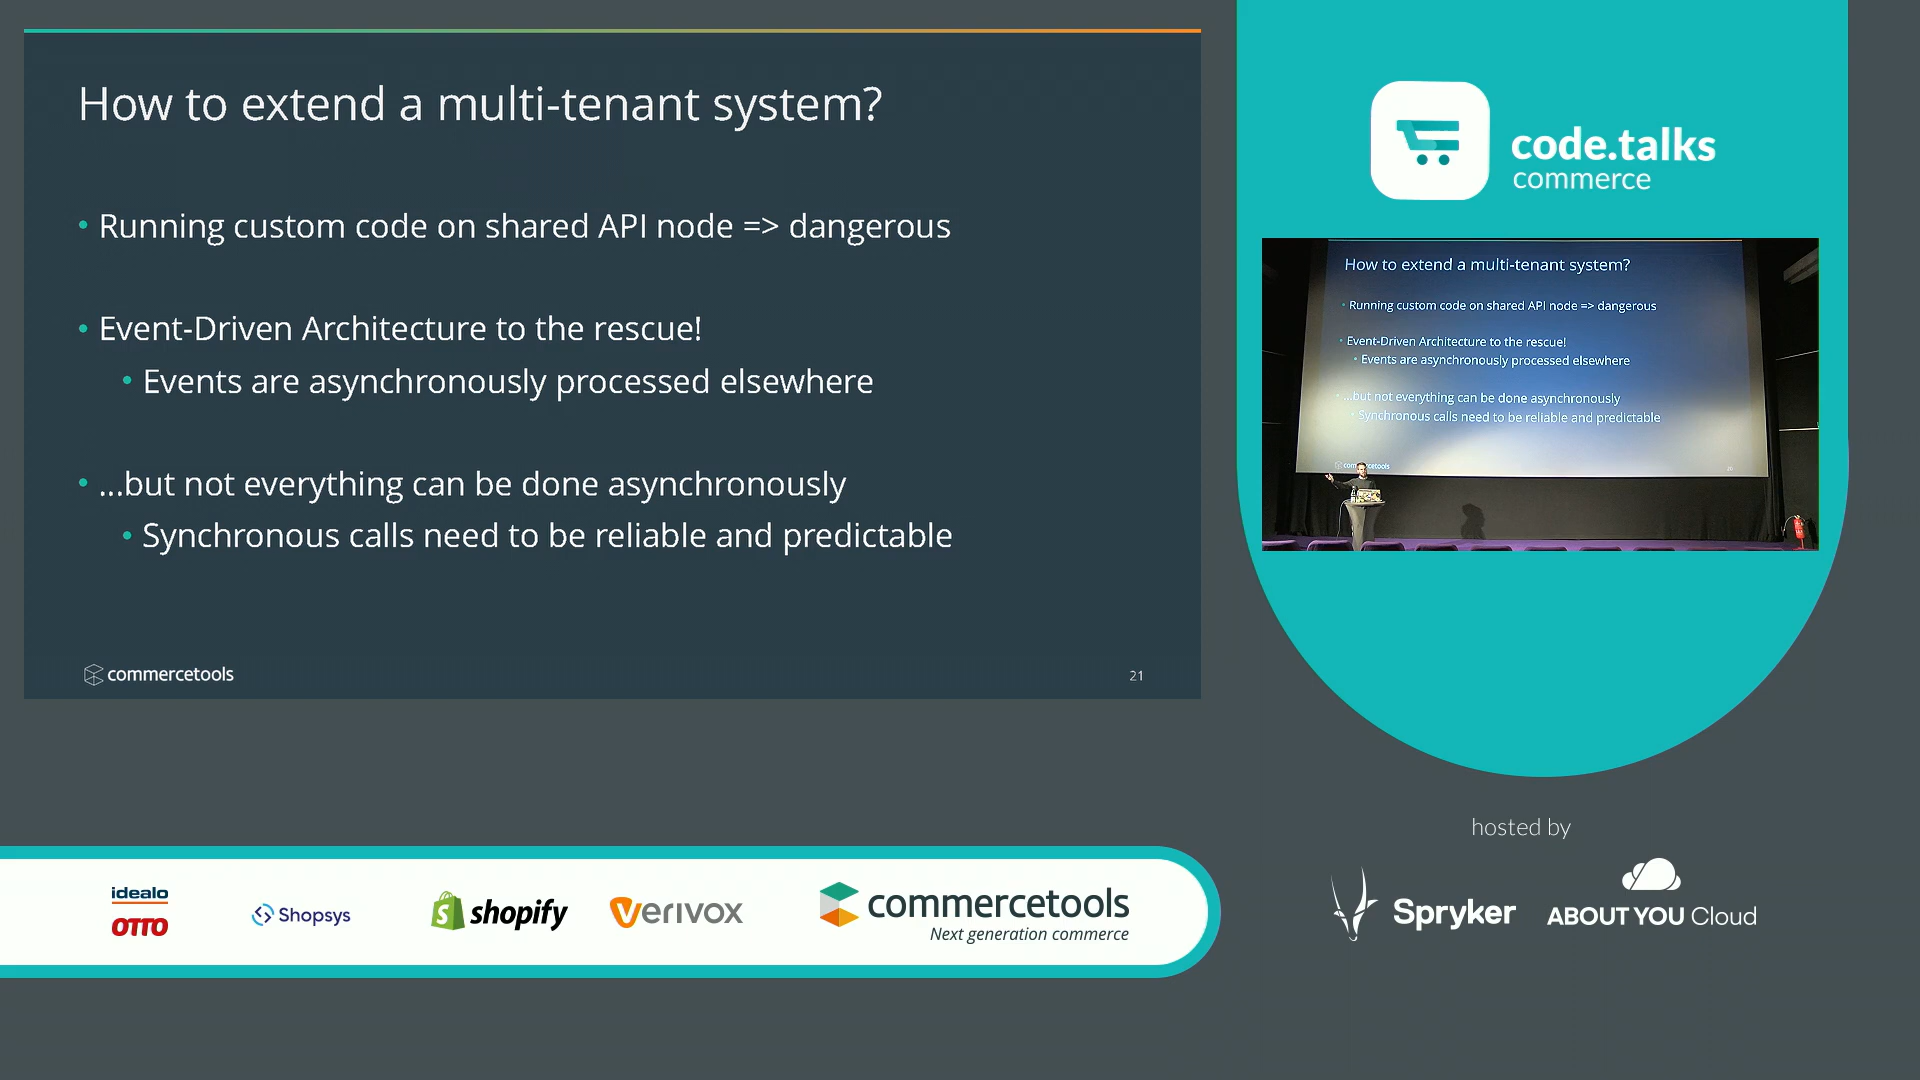 How to extend a multi-tenant system?
• Running custom code on shared API node => dangerous
• Event-Driven Architecture to the rescue!
• Events are asynchronously processed elsewhere
• ...but not everything can be done asynchronously
• Synchronous calls need to be reliable and predictable
commercetools
21
code.talks
commerce
How to extend a multi-tenant system?
• Running custom code on shared API node => dangerous
• Event-Driven Architecture to the rescue!
• Events are asynchronously processed elsewhere
...but not everything can be done asynchronously
Synchronous calls need to be reliable and predictable
hosted by
Spryker
ABOUT YOU Cloud
idealo
OTTO
Shopsys
shopify
Verivox
commercetools
Next generation commerce